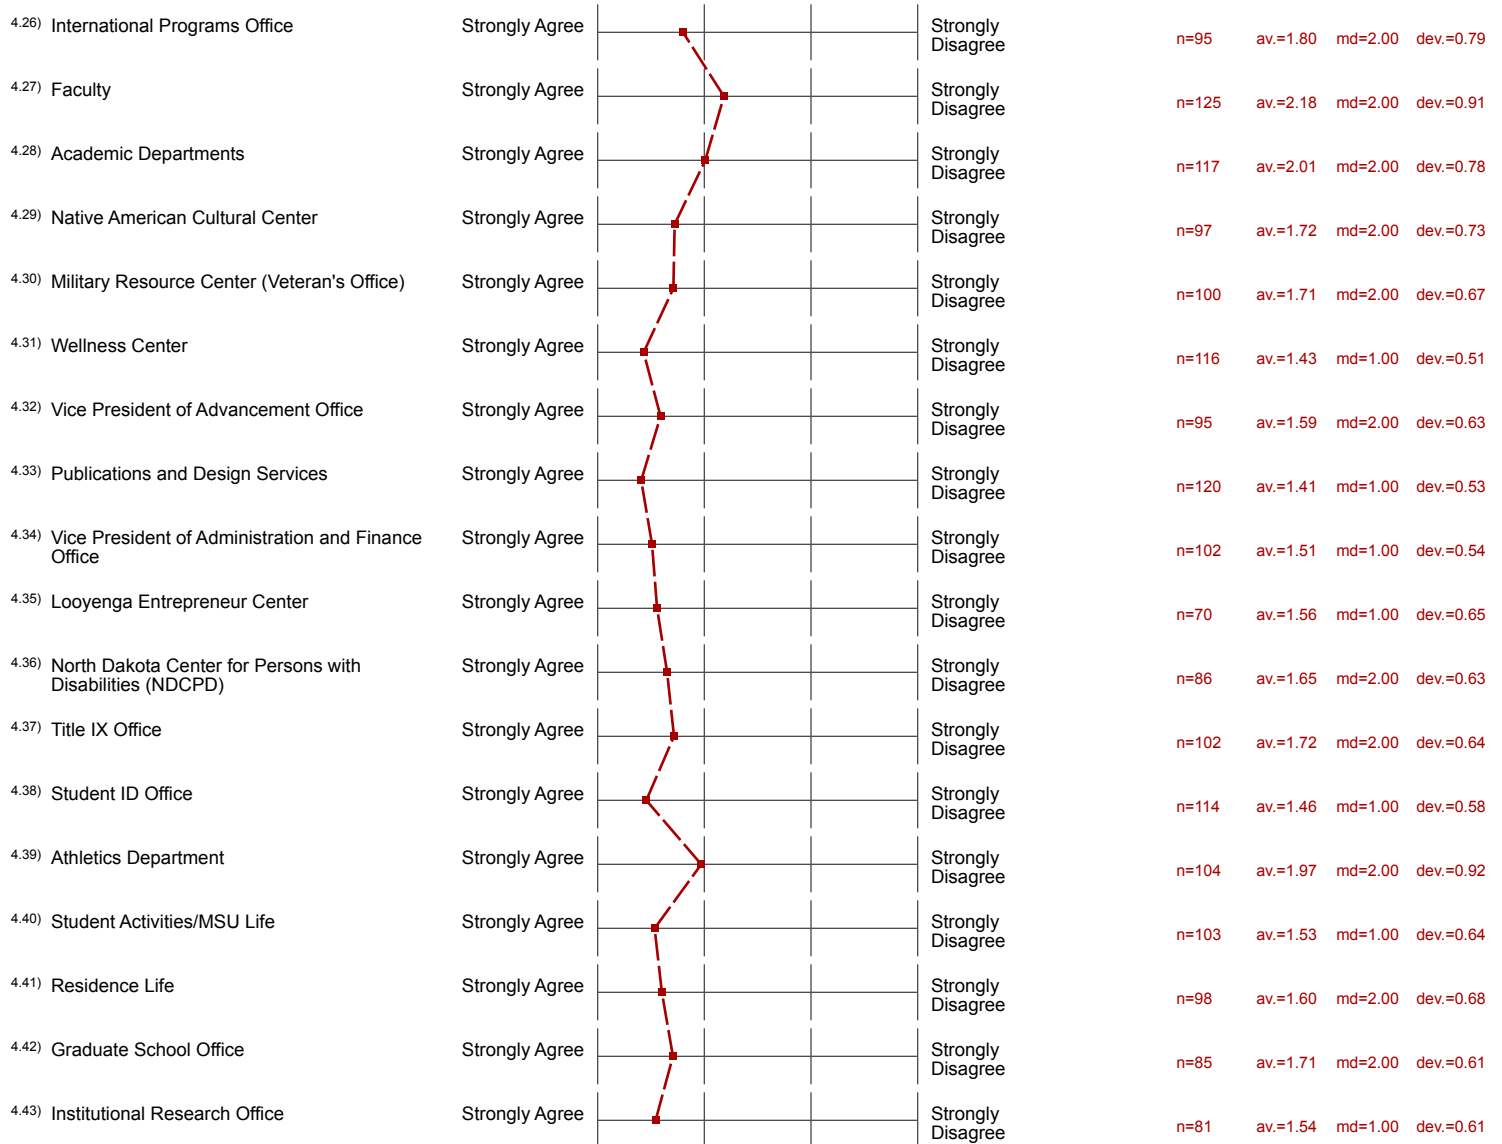 4.26) International Programs Office Strongly Agree Strongly Disagree n=95 av.=1.80 md=2.00 dev.=0.79
4.27) Faculty Strongly Agree Strongly Disagree n=125 av.=2.18 md=2.00 dev.=0.91
4.28) Academic Departments Strongly Agree Strongly Disagree n=117 av.=2.01 md=2.00 dev.=0.78
4.29) Native American Cultural Center Strongly Agree Strongly Disagree n=97 av.=1.72 md=2.00 dev.=0.73
4.30) Military Resource Center (Veteran's Office) Strongly Agree Strongly Disagree n=100 av.=1.71 md=2.00 dev.=0.67
4.31) Wellness Center Strongly Agree Strongly Disagree n=116 av.=1.43 md=1.00 dev.=0.51
4.32) Vice President of Advancement Office Strongly Agree Strongly Disagree n=95 av.=1.59 md=2.00 dev.=0.63
4.33) Publications and Design Services Strongly Agree Strongly Disagree n=120 av.=1.41 md=1.00 dev.=0.53
4.34) Vice President of Administration and Finance Office Strongly Agree Strongly Disagree n=102 av.=1.51 md=1.00 dev.=0.54
4.35) Looyenga Entrepreneur Center Strongly Agree Strongly Disagree n=70 av.=1.56 md=1.00 dev.=0.65
4.36) North Dakota Center for Persons with Disabilities (NDCPD) Strongly Agree Strongly Disagree n=86 av.=1.65 md=2.00 dev.=0.63
4.37) Title IX Office Strongly Agree Strongly Disagree n=102 av.=1.72 md=2.00 dev.=0.64
4.38) Student ID Office Strongly Agree Strongly Disagree n=114 av.=1.46 md=1.00 dev.=0.58
4.39) Athletics Department Strongly Agree Strongly Disagree n=104 av.=1.97 md=2.00 dev.=0.92
4.40) Student Activities/MSU Life Strongly Agree Strongly Disagree n=103 av.=1.53 md=1.00 dev.=0.64
4.41) Residence Life Strongly Agree Strongly Disagree n=98 av.=1.60 md=2.00 dev.=0.68
4.42) Graduate School Office Strongly Agree Strongly Disagree n=85 av.=1.71 md=2.00 dev.=0.61
4.43) Institutional Research Office Strongly Agree Strongly Disagree n=81 av.=1.54 md=1.00 dev.=0.61